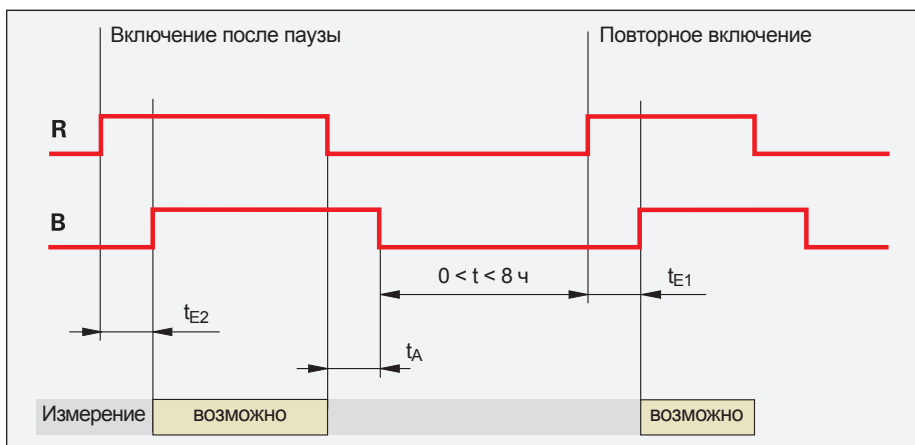 Включение после паузы
Повторное включение
R
B
0 < t < 8 ч
tE1
tE2
tA
Измерение
возможно
возможно